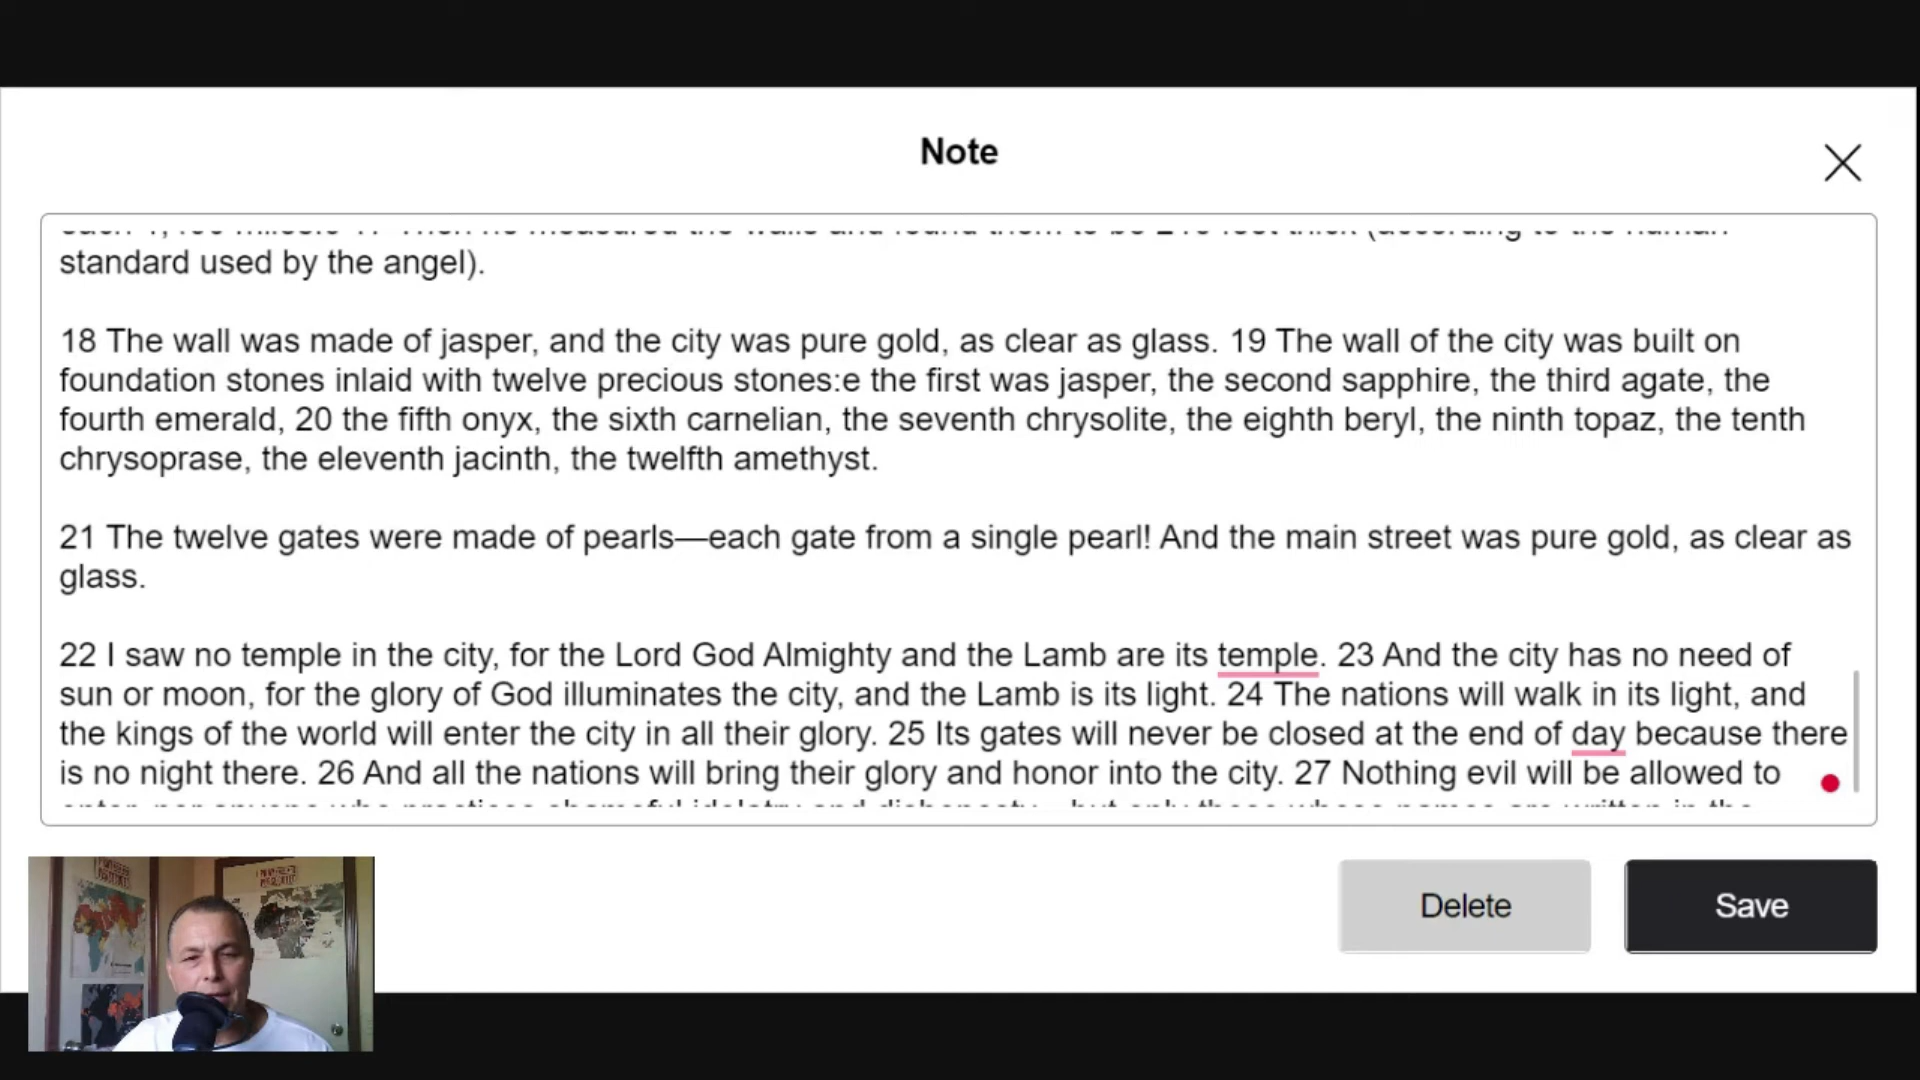 Note
standard used by the angel).
18 The wall was made of jasper, and the city was pure gold, as clear as glass. 19 The wall of the city was built on
foundation stones inlaid with twelve precious stones:e the first was jasper, the second sapphire, the third agate, the
fourth emerald, 20 the fifth onyx, the sixth carnelian, the seventh chrysolite, the eighth beryl, the ninth topaz, the tenth
chrysoprase, the eleventh jacinth, the twelfth amethyst.
21 The twelve gates were made of pearls—each gate from a single pearl! And the main street was pure gold, as clear as
glass.
22 I saw no temple in the city, for the Lord God Almighty and the Lamb are its temple. 23 And the city has no need of
sun or moon, for the glory of God illuminates the city, and the Lamb is its light. 24 The nations will walk in its light, and
the kings of the world will enter the city in all their glory. 25 Its gates will never be closed at the end of day because there
is no night there. 26 And all the nations will bring their glory and honor into the city. 27 Nothing evil will be allowed to
Delete
Save